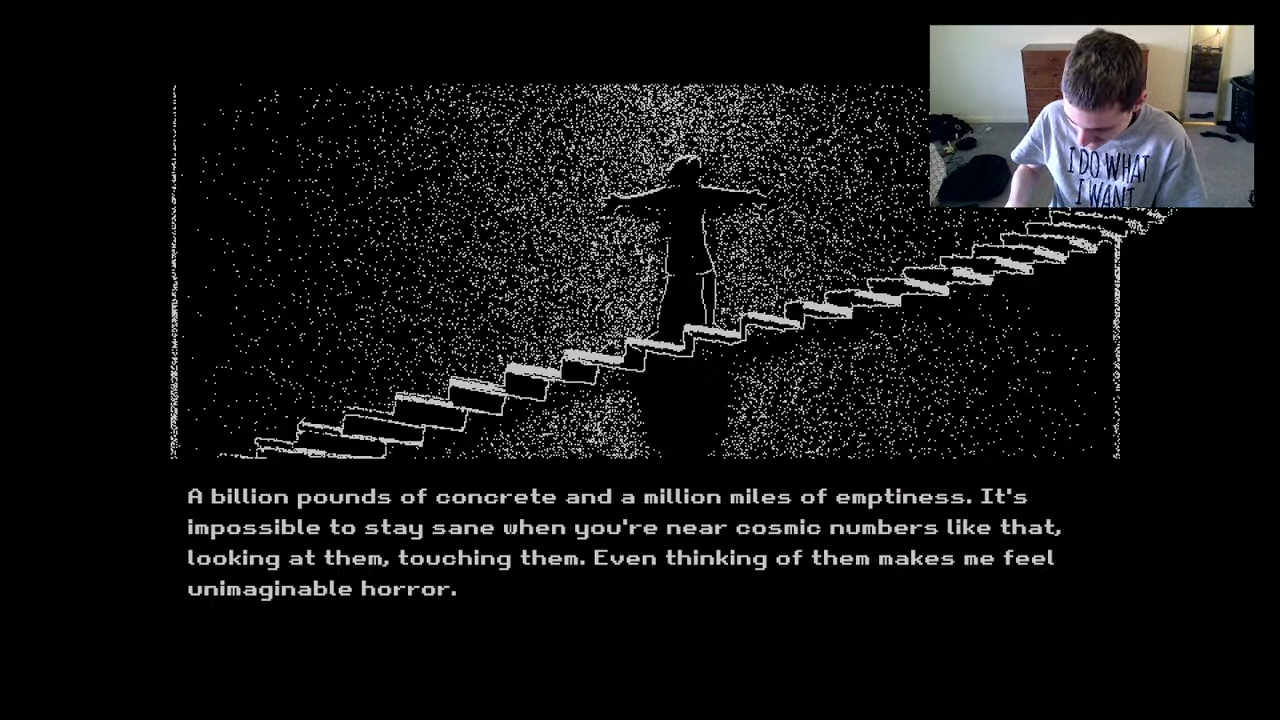 I DO WHAT
I WANT
A billion pounds of concrete and a million miles of emptiness. It's
impossible to stay sane when you're near cosmic numbers like that,
looking at them, touching them. Even thinking of them makes me feel
unimaginable horror.